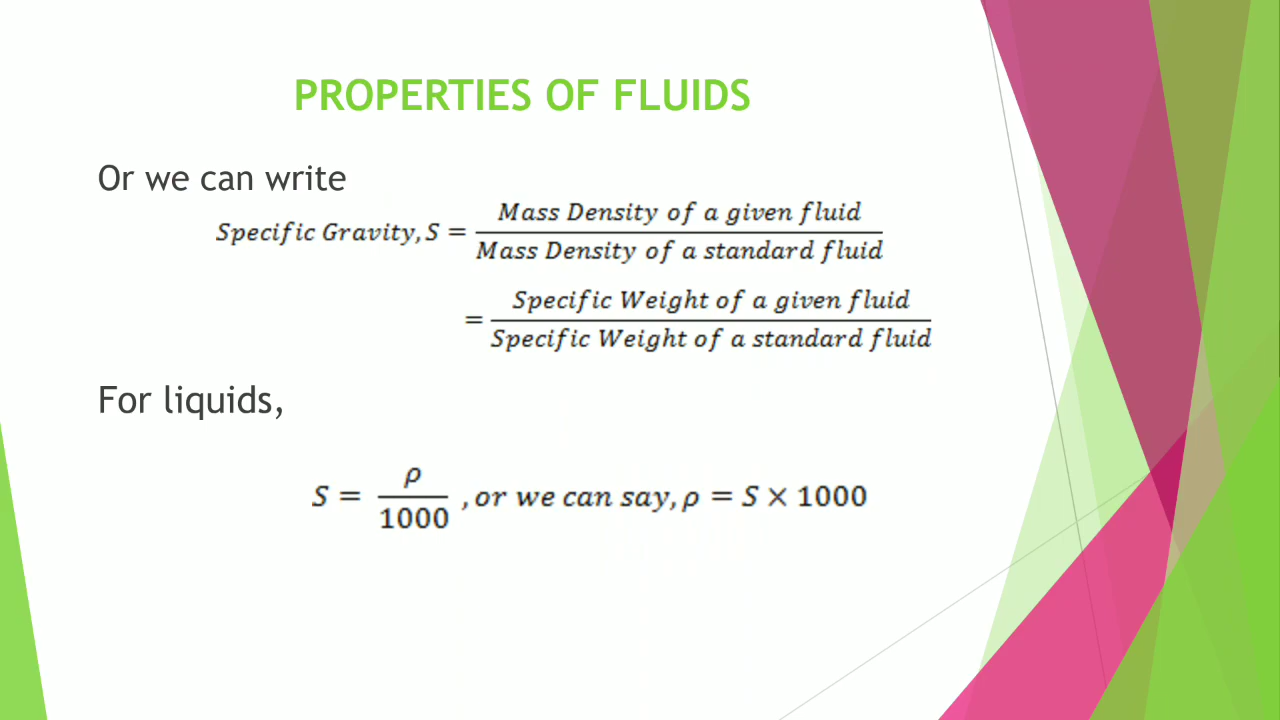 PROPERTIES OF FLUIDS
Or we can write
Specific Gravity, S = Mass Density of a given fluid / Mass Density of a standard fluid
= Specific Weight of a given fluid / Specific Weight of a standard fluid
For liquids,
S = ρ / 1000 , or we can say, ρ = S × 1000